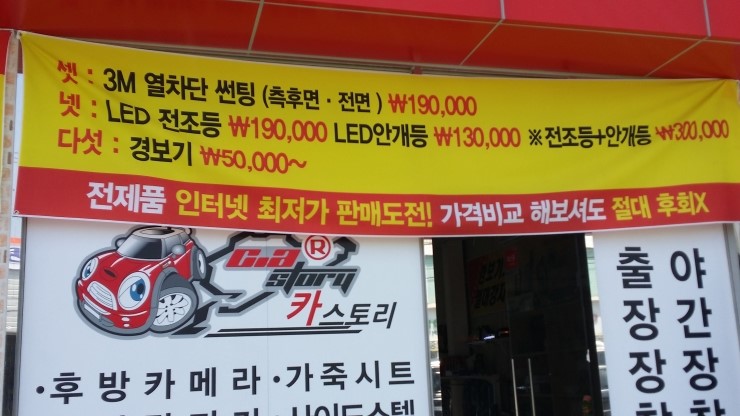 셋 : 3M 열차단 썬팅 (측후면 · 전면) ₩190,000
넷 : LED 전조등 ₩190,000 LED안개등 ₩130,000 ※전조등+안개등 ₩300,000
다섯 : 경보기 ₩50,000~
전제품 인터넷 최저가 판매도전! 가격비교 해보셔도 절대 후회X
C.a ®
story
카스토리
·후방카메라·가죽시트
출장장착
야간장착